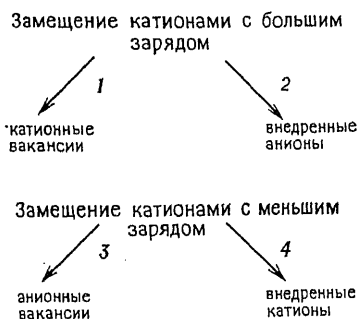 Замещение катионами с большим
зарядом
1
2
катионные
вакансии
внедренные
анионы
Замещение катионами с меньшим
зарядом
3
4
анионные
вакансии
внедренные
катионы